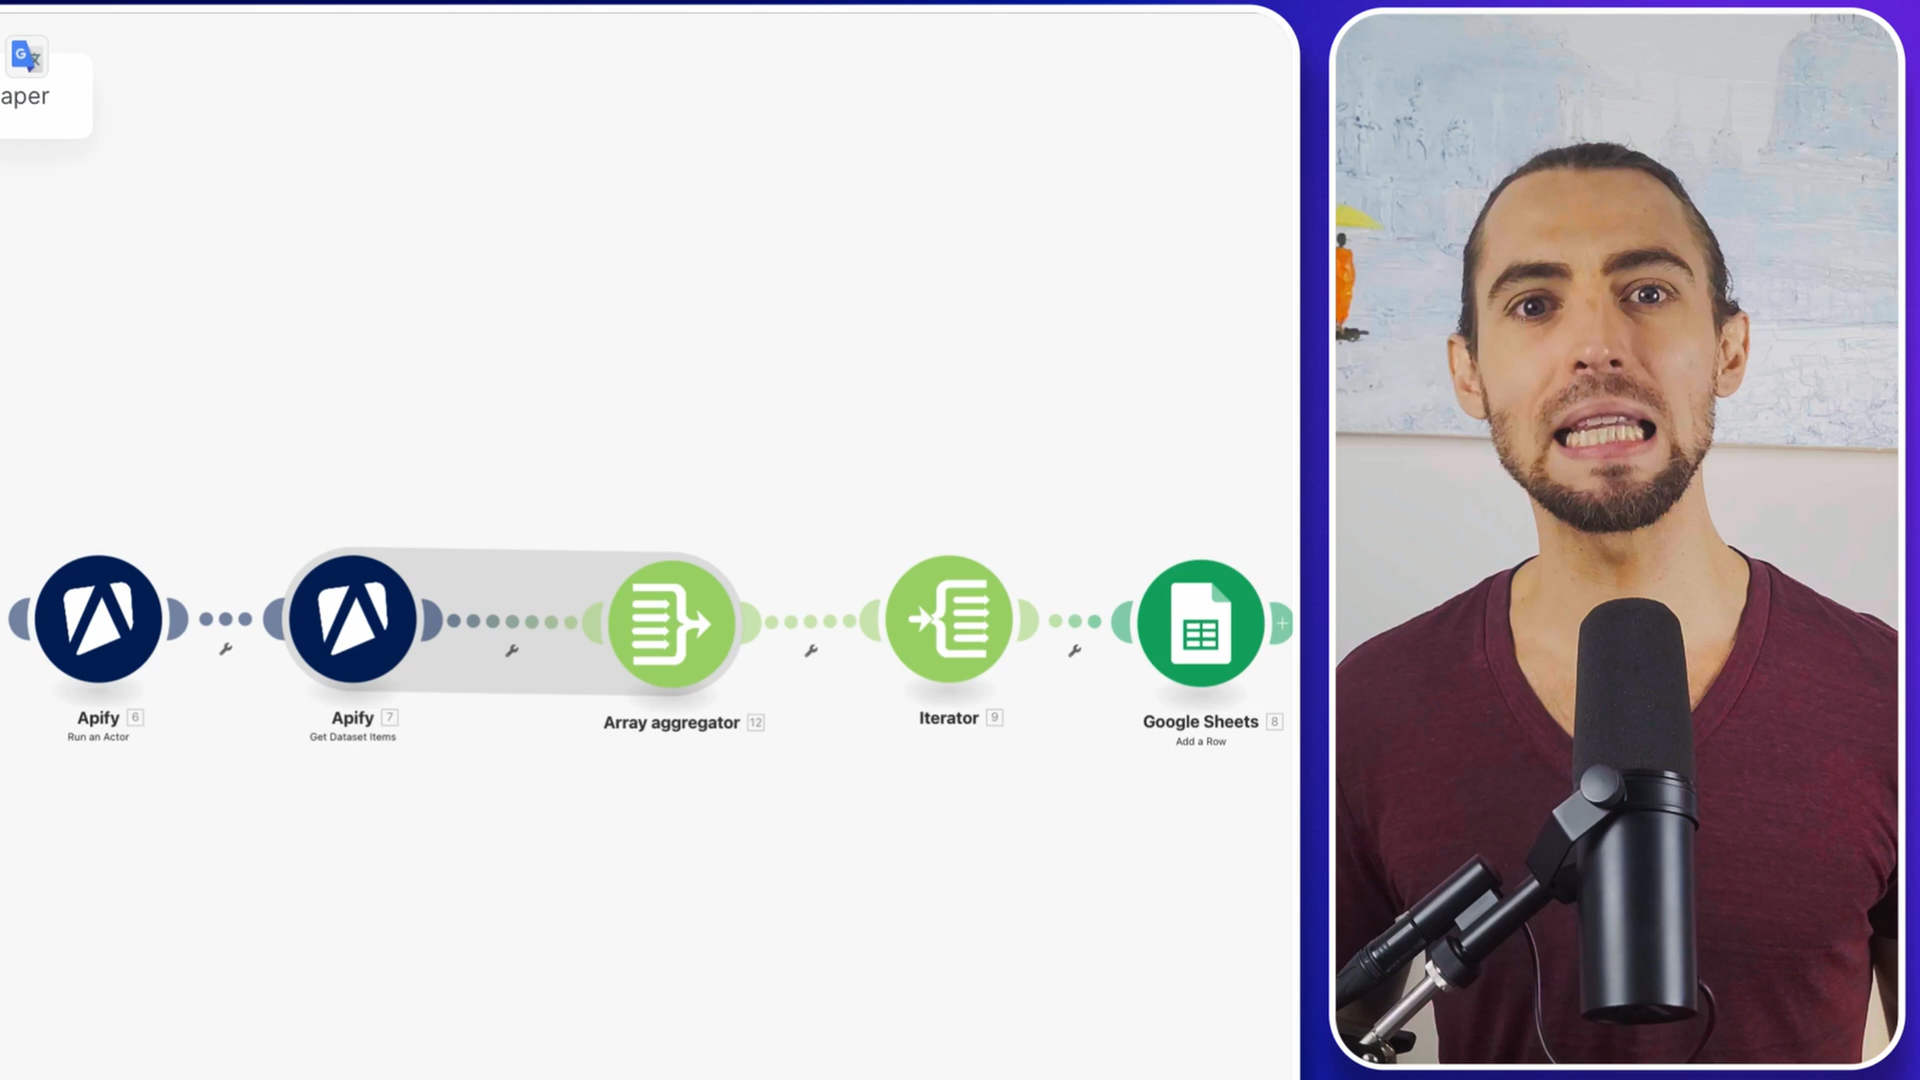 G
aper
Apify 6
Run an Actor
Apify 7
Get Dataset Items
Array aggregator 12
Iterator 9
Google Sheets 8
Add a Row